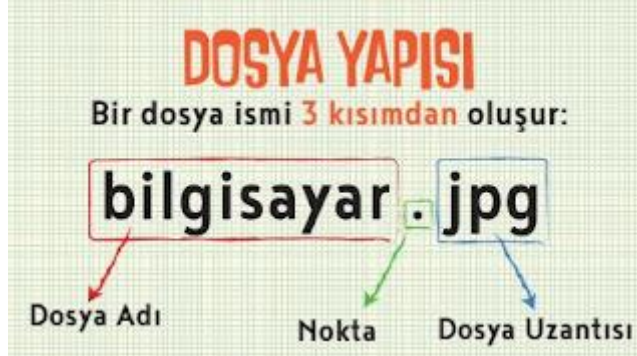 DOSYA YAPISI
Bir dosya ismi 3 kısımdan oluşur:
bilgisayar . jpg
Dosya Adı
Nokta
Dosya Uzantısı